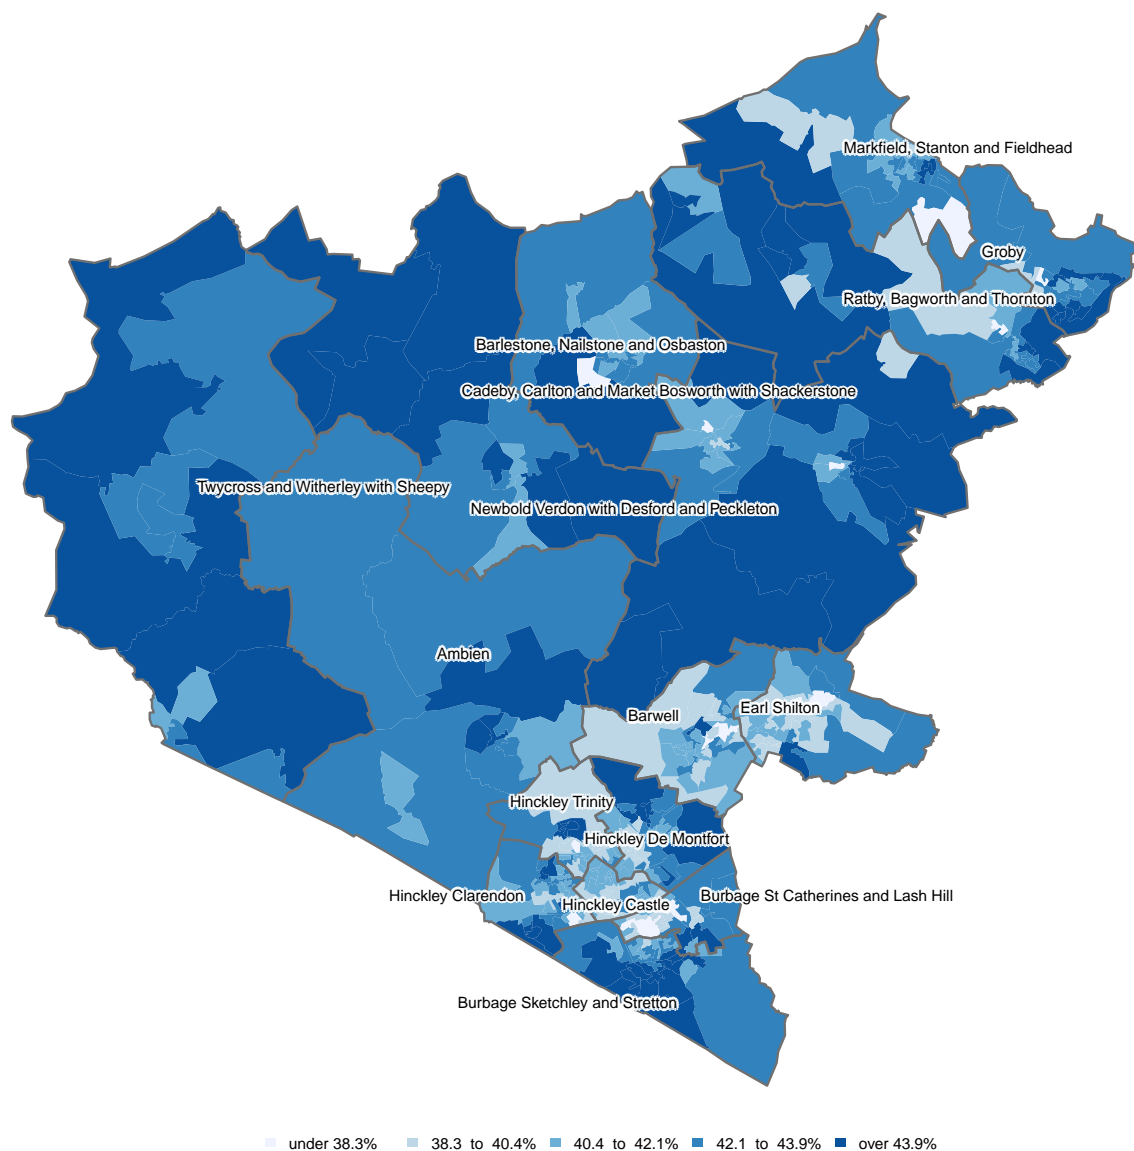 Markfield, Stanton and Fieldhead
Groby
Ratby, Bagworth and Thornton
Barlestone, Nailstone and Osbaston
Cadeby, Carlton and Market Bosworth with Shackerstone
Twycross and Witherley with Sheepy
Newbold Verdon with Desford and Peckleton
Ambien
Barwell
Earl Shilton
Hinckley Trinity
Hinckley De Montfort
Hinckley Clarendon
Hinckley Castle
Burbage St Catherines and Lash Hill
Burbage Sketchley and Stretton
under 38.3% 38.3 to 40.4% 40.4 to 42.1% 42.1 to 43.9% over 43.9%